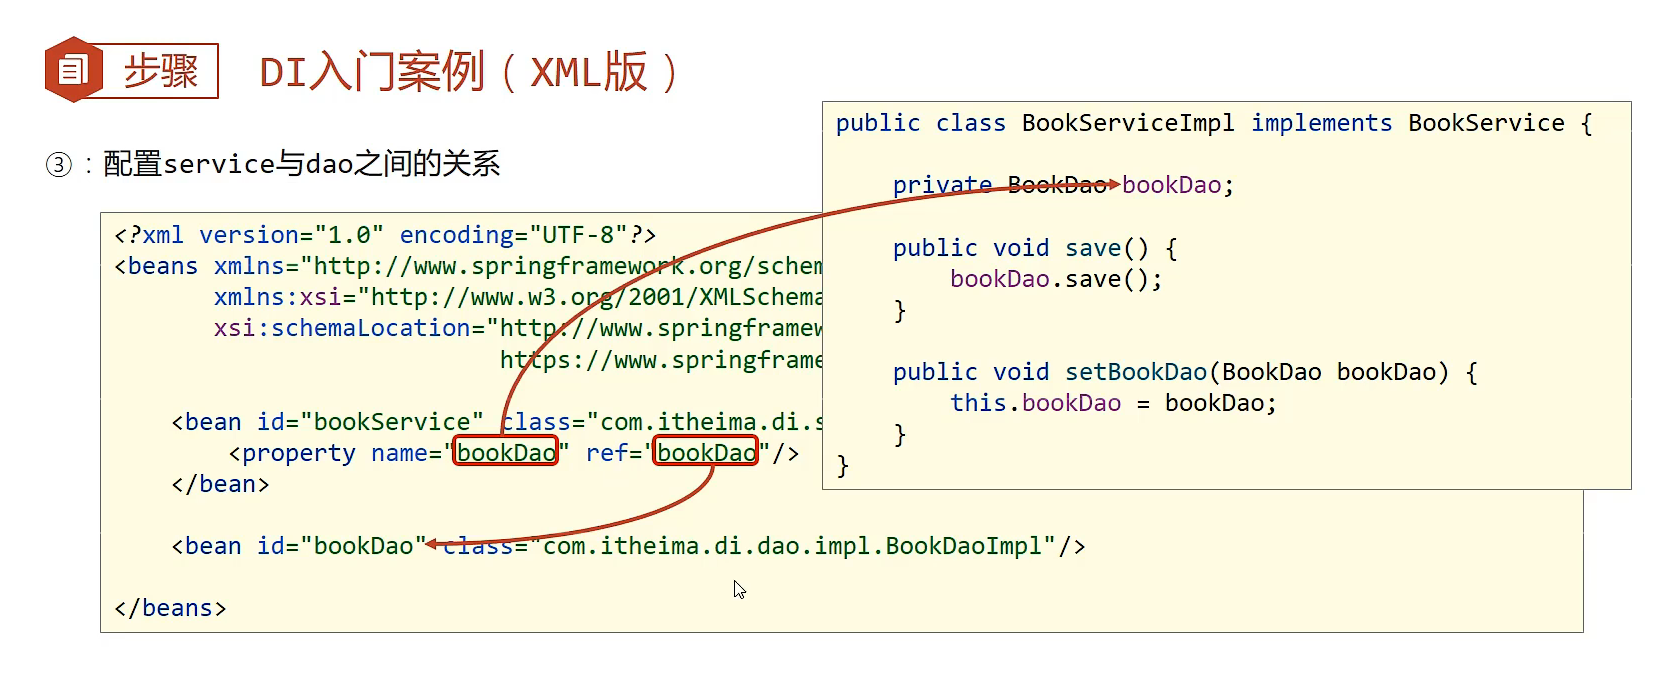 步骤
DI入门案例（XML版）
③：配置service与dao之间的关系
<?xml version="1.0" encoding="UTF-8"?>
<beans xmlns="http://www.springframework.org/schem
xmlns:xsi="http://www.w3.org/2001/XMLSchema
xsi:schemaLocation="http://www.springframew
https://www.springframe
<bean id="bookService" class="com.itheima.di.s
<property name="bookDao" ref="bookDao"/>
</bean>
<bean id="bookDao" class="com.itheima.di.dao.impl.BookDaoImpl"/>
</beans>
public class BookServiceImpl implements BookService {
private BookDao bookDao;
public void save() {
bookDao.save();
}
public void setBookDao(BookDao bookDao) {
this.bookDao = bookDao;
}
}